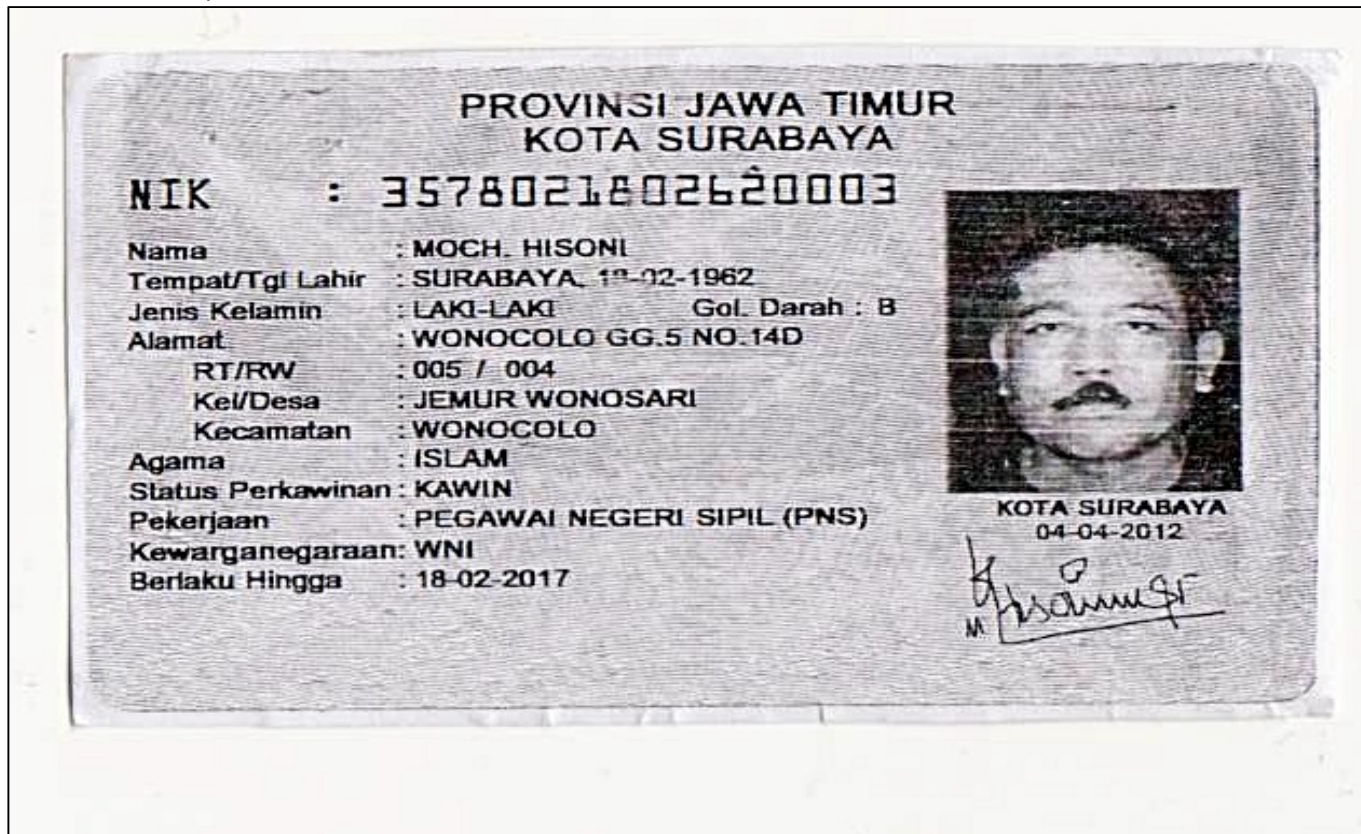 PROVINSI JAWA TIMUR
KOTA SURABAYA
NIK : 3578021802620003
Nama : MOCH. HISONI
Tempat/Tgl Lahir : SURABAYA, 18-02-1962
Jenis Kelamin : LAKI-LAKI Gol. Darah : B
Alamat : WONOCOLO GG.5 NO.14D
RT/RW : 005 / 004
Kel/Desa : JEMUR WONOSARI
Kecamatan : WONOCOLO
Agama : ISLAM
Status Perkawinan : KAWIN
Pekerjaan : PEGAWAI NEGERI SIPIL (PNS)
Kewarganegaraan: WNI
Berlaku Hingga : 18-02-2017
KOTA SURABAYA
04-04-2012